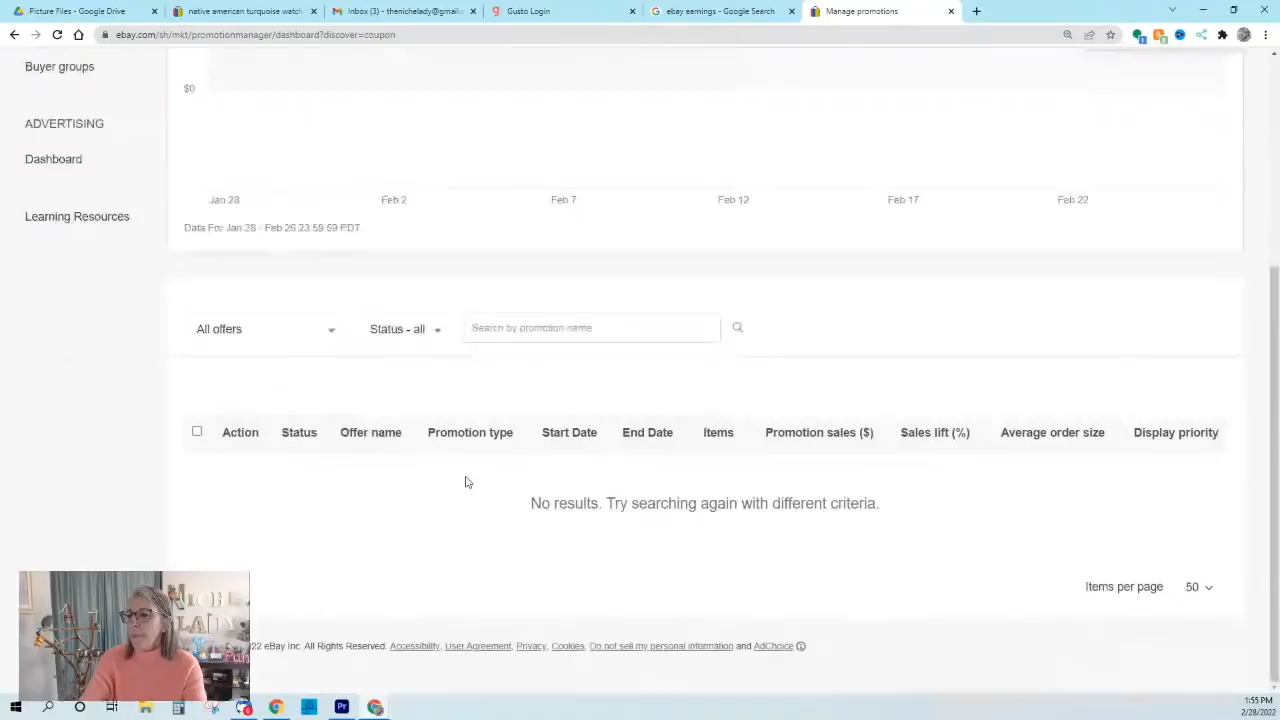 Picture Files - Google Drive
native american turquoise watch
Inbox (3) - thenichelady@gmail.
Gusto Login
ebay earnings - Google Search
Manage promotions
ebay.com/sh/mkt/promotionmanager/dashboard?discover=coupon
Buyer groups
$0
ADVERTISING
Dashboard
Jan 28
Feb 2
Feb 7
Feb 12
Feb 17
Feb 22
Learning Resources
Data For Jan 28 - Feb 26 23:59:59 PDT
All offers
Status - all
Search by promotion name
Action
Status
Offer name
Promotion type
Start Date
End Date
Items
Promotion sales ($)
Sales lift (%)
Average order size
Display priority
No results. Try searching again with different criteria.
Items per page
50
NICH
LADY
22 eBay Inc. All Rights Reserved. Accessibility, User Agreement, Privacy, Cookies, Do not sell my personal information and AdChoice
Pr
1:55 PM
2/28/2022